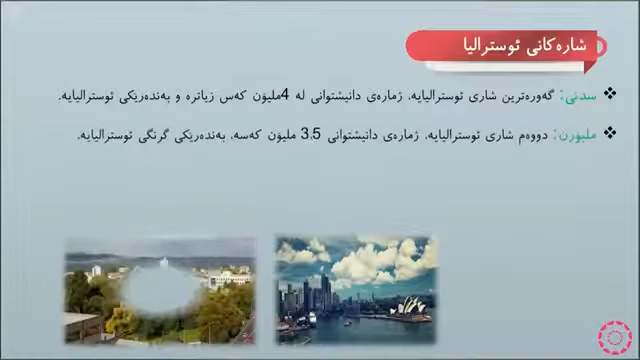 شارەکانی ئوسترالیا
سدنی: گەورەترین شاری ئوسترالیایە، ژمارەی دانیشتوانی لە 4ملیۆن کەس زیاترە و بەندەریکی ئوسترالیایە.
ملبۆرن: دووەم شاری ئوسترالیایە، ژمارەی دانیشتوانی 3،5 ملیۆن کەسە، بەندەریکی گرنگی ئوسترالیایە.